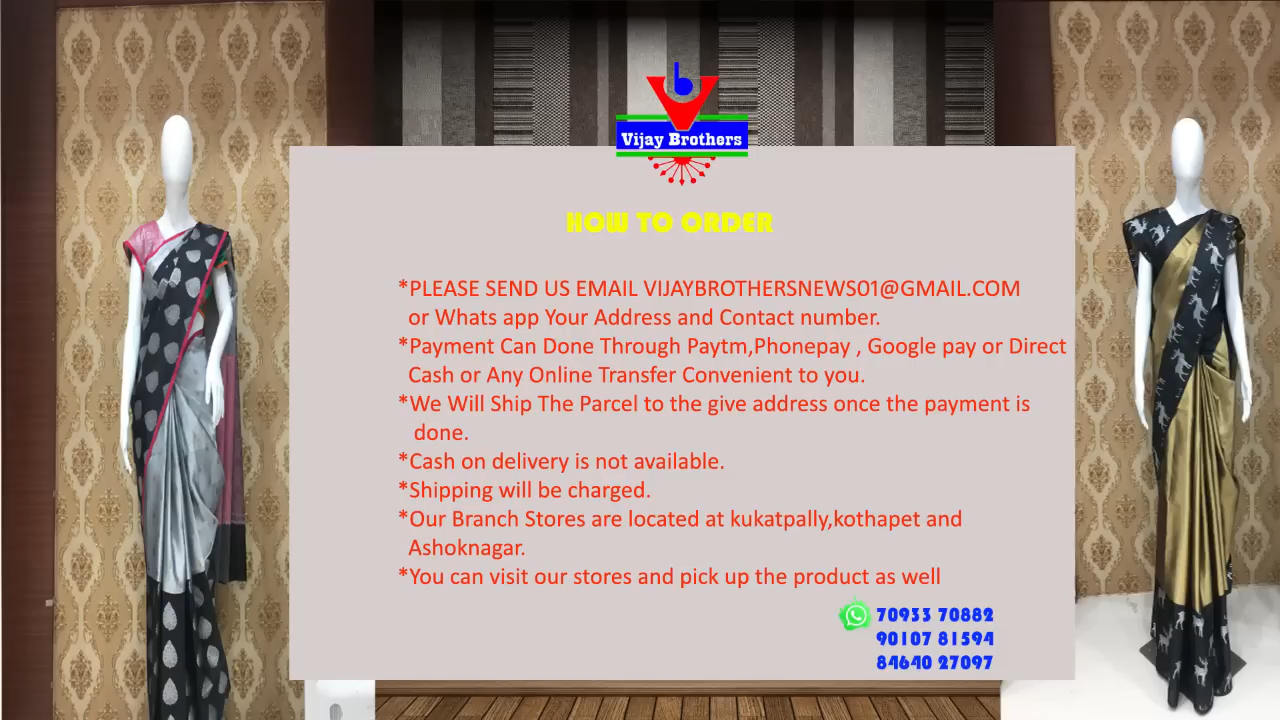 b
Vijay Brothers
HOW TO ORDER
*PLEASE SEND US EMAIL VIJAYBROTHERSNEWS01@GMAIL.COM
or Whats app Your Address and Contact number.
*Payment Can Done Through Paytm,Phonepay , Google pay or Direct
Cash or Any Online Transfer Convenient to you.
*We Will Ship The Parcel to the give address once the payment is
done.
*Cash on delivery is not available.
*Shipping will be charged.
*Our Branch Stores are located at kukatpally,kothapet and
Ashoknagar.
*You can visit our stores and pick up the product as well
70933 70882
90107 81594
84640 27097